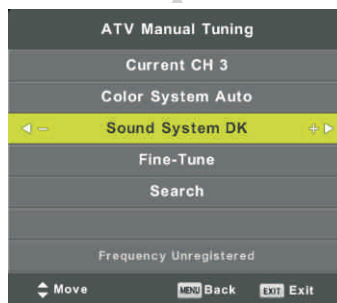 ATV Manual Tuning
Current CH 3
Color System Auto
Sound System DK
Fine-Tune
Search
Frequency Unregistered
Move MENU Back EXIT Exit